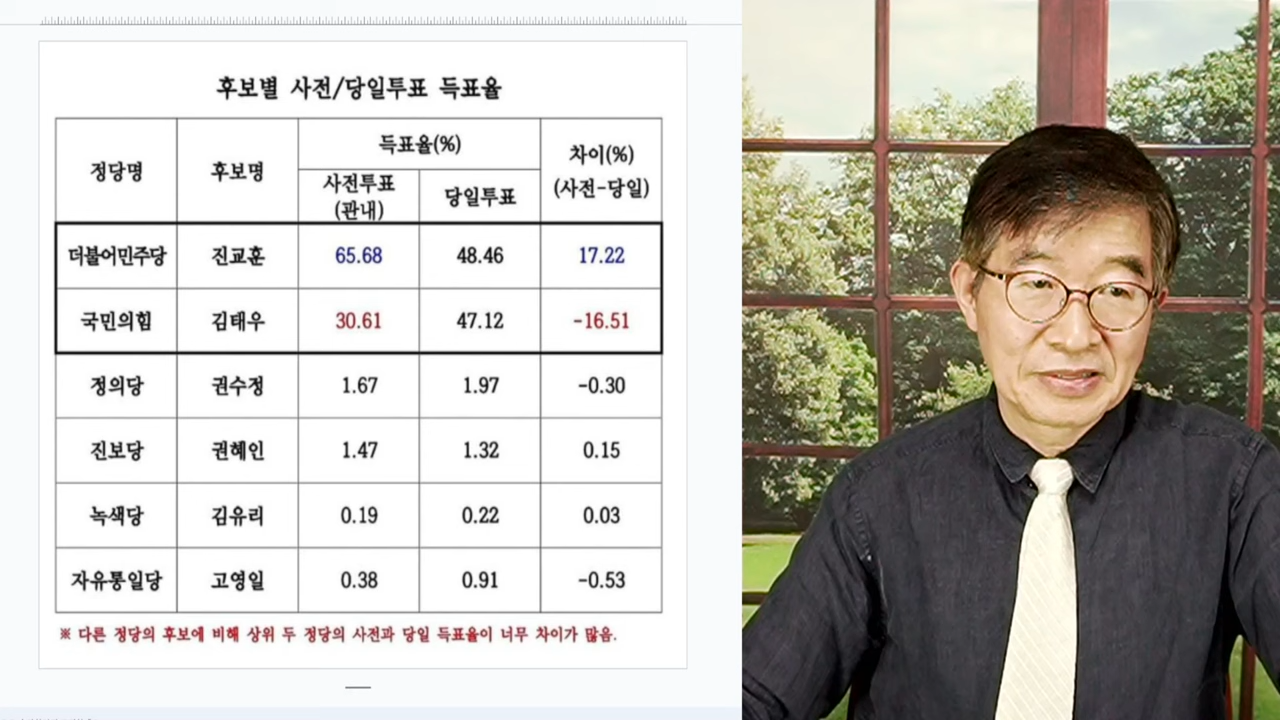 후보별 사전/당일투표 득표율
정당명 후보명 득표율(%) 차이(%)
(사전-당일)
사전투표
(관내) 당일투표
더불어민주당 진교훈 65.68 48.46 17.22
국민의힘 김태우 30.61 47.12 -16.51
정의당 권수정 1.67 1.97 -0.30
진보당 권혜인 1.47 1.32 0.15
녹색당 김유리 0.19 0.22 0.03
자유통일당 고영일 0.38 0.91 -0.53
※ 다른 정당의 후보에 비해 상위 두 정당의 사전과 당일 득표율이 너무 차이가 많음.